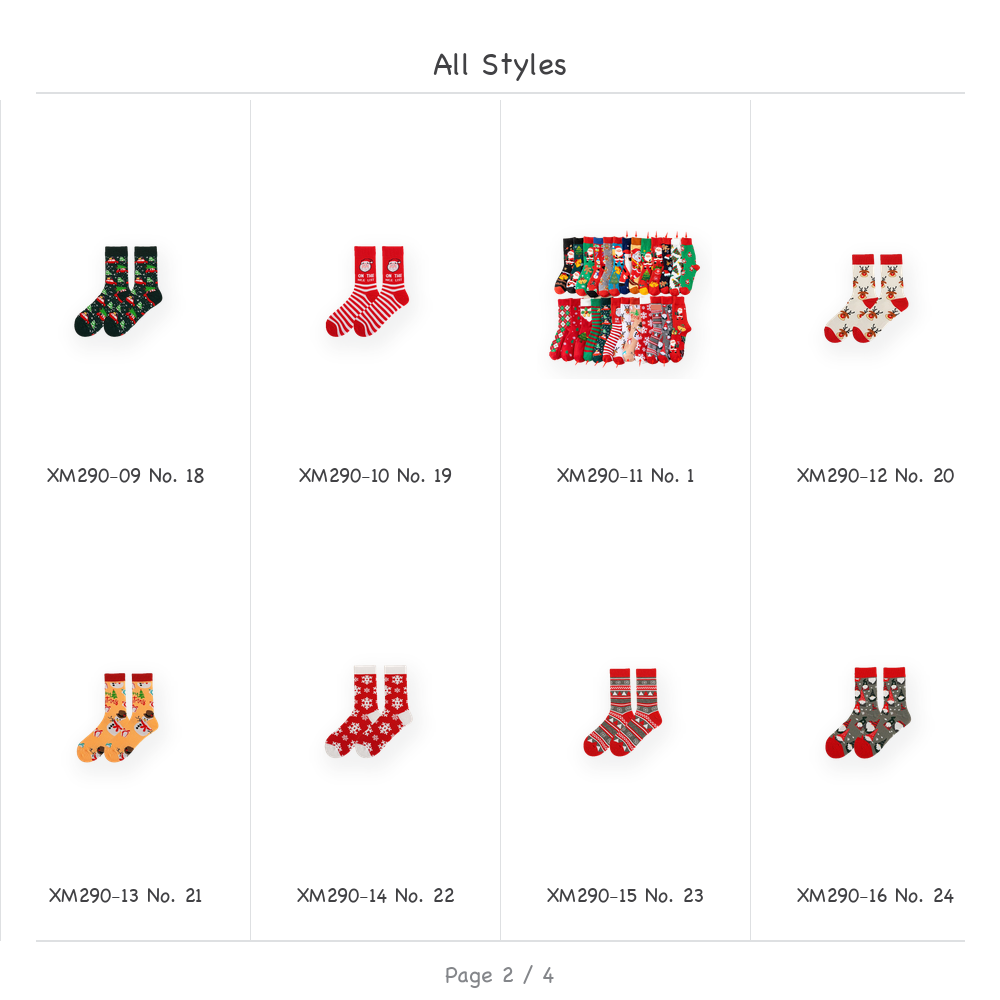 All Styles
XM290-09 No. 18
XM290-10 No. 19
XM290-11 No. 1
XM290-12 No. 20
XM290-13 No. 21
XM290-14 No. 22
XM290-15 No. 23
XM290-16 No. 24
Page 2 / 4